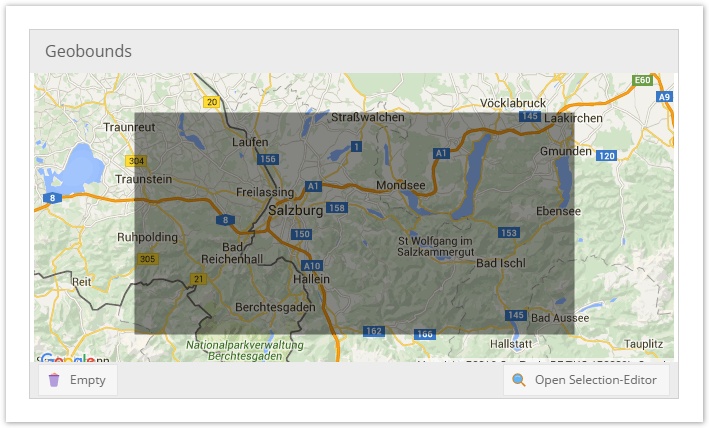 Geobounds
E60
A9
20
Vöcklabruck
Straßwalchen
145
Laakirchen
Traunreut
Laufen
1
A1
Gmunden
120
304
156
Traunstein
Freilassing
A1
Mondsee
8
Salzburg
158
Ebensee
8
150
153
Ruhpolding
Bad
Reichenhall
St Wolfgang im
Salzkammergut
305
A10
Bad Ischl
Reit
21
Hallein
Berchtesgaden
145
Bad Aussee
162
166
Nationalparkverwaltung
Berchtesgaden
Hallstatt
Tauplitz
Google
Empty
Open Selection-Editor